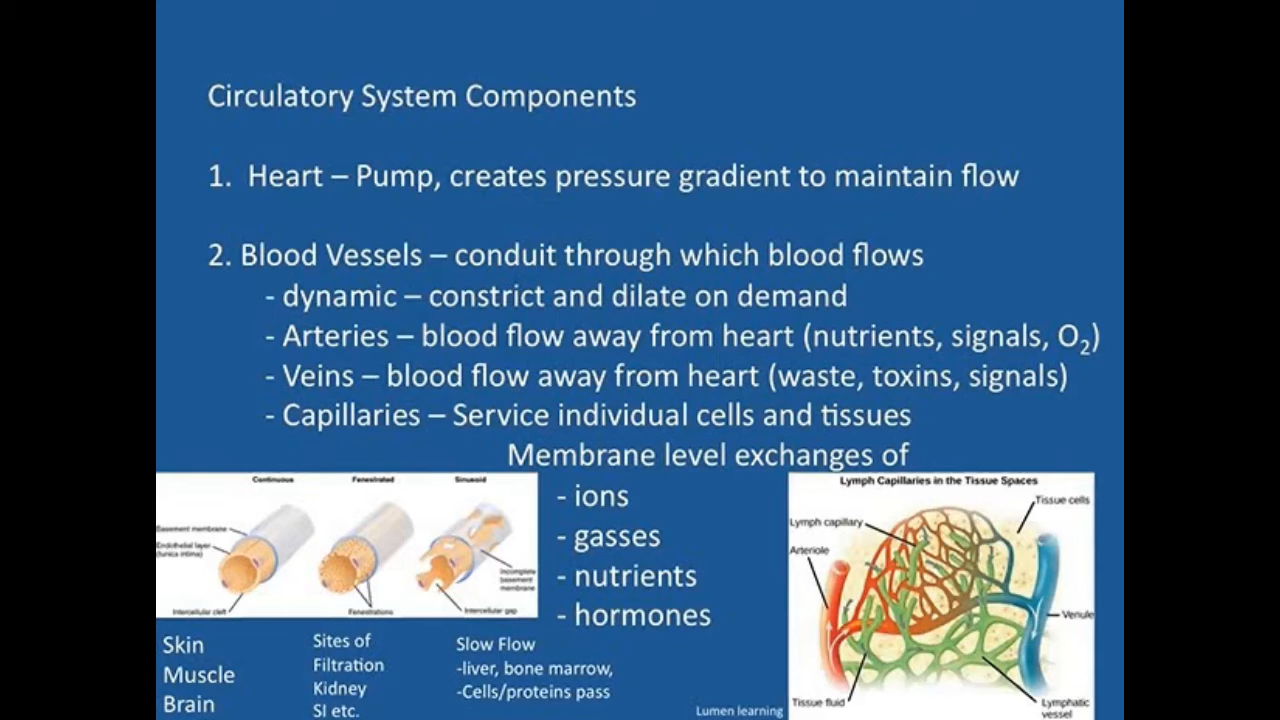 Circulatory System Components
1. Heart – Pump, creates pressure gradient to maintain flow
2. Blood Vessels – conduit through which blood flows
- dynamic – constrict and dilate on demand
- Arteries – blood flow away from heart (nutrients, signals, O₂)
- Veins – blood flow away from heart (waste, toxins, signals)
- Capillaries – Service individual cells and tissues
Membrane level exchanges of
- ions
- gasses
- nutrients
- hormones
Continuous
Fenestrated
Sinusoid
Basement membrane
Endothelial layer
(tunica intima)
Intercellular cleft
Fenestrations
Incomplete
basement
membrane
Intercellular gap
Skin
Muscle
Brain
Sites of
Filtration
Kidney
SI etc.
Slow Flow
-liver, bone marrow,
-Cells/proteins pass
Lymph Capillaries in the Tissue Spaces
Tissue cells
Lymph capillary
Arteriole
Venule
Tissue fluid
Lymphatic
vessel
Lumen learning